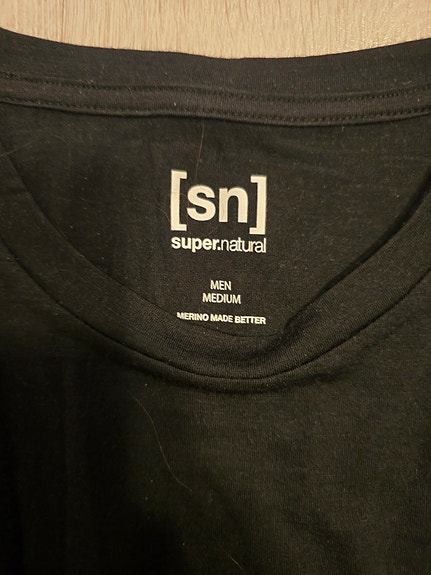 [sn]
super.natural
MEN
MEDIUM
MERINO MADE BETTER